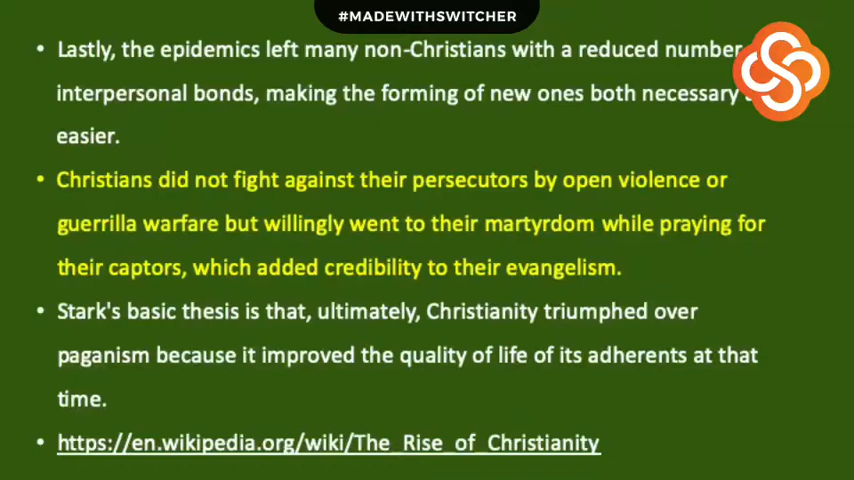 #MADEWITHSWITCHER
• Lastly, the epidemics left many non-Christians with a reduced number
interpersonal bonds, making the forming of new ones both necessary
easier.
• Christians did not fight against their persecutors by open violence or
guerrilla warfare but willingly went to their martyrdom while praying for
their captors, which added credibility to their evangelism.
• Stark's basic thesis is that, ultimately, Christianity triumphed over
paganism because it improved the quality of life of its adherents at that
time.
• https://en.wikipedia.org/wiki/The_Rise_of_Christianity